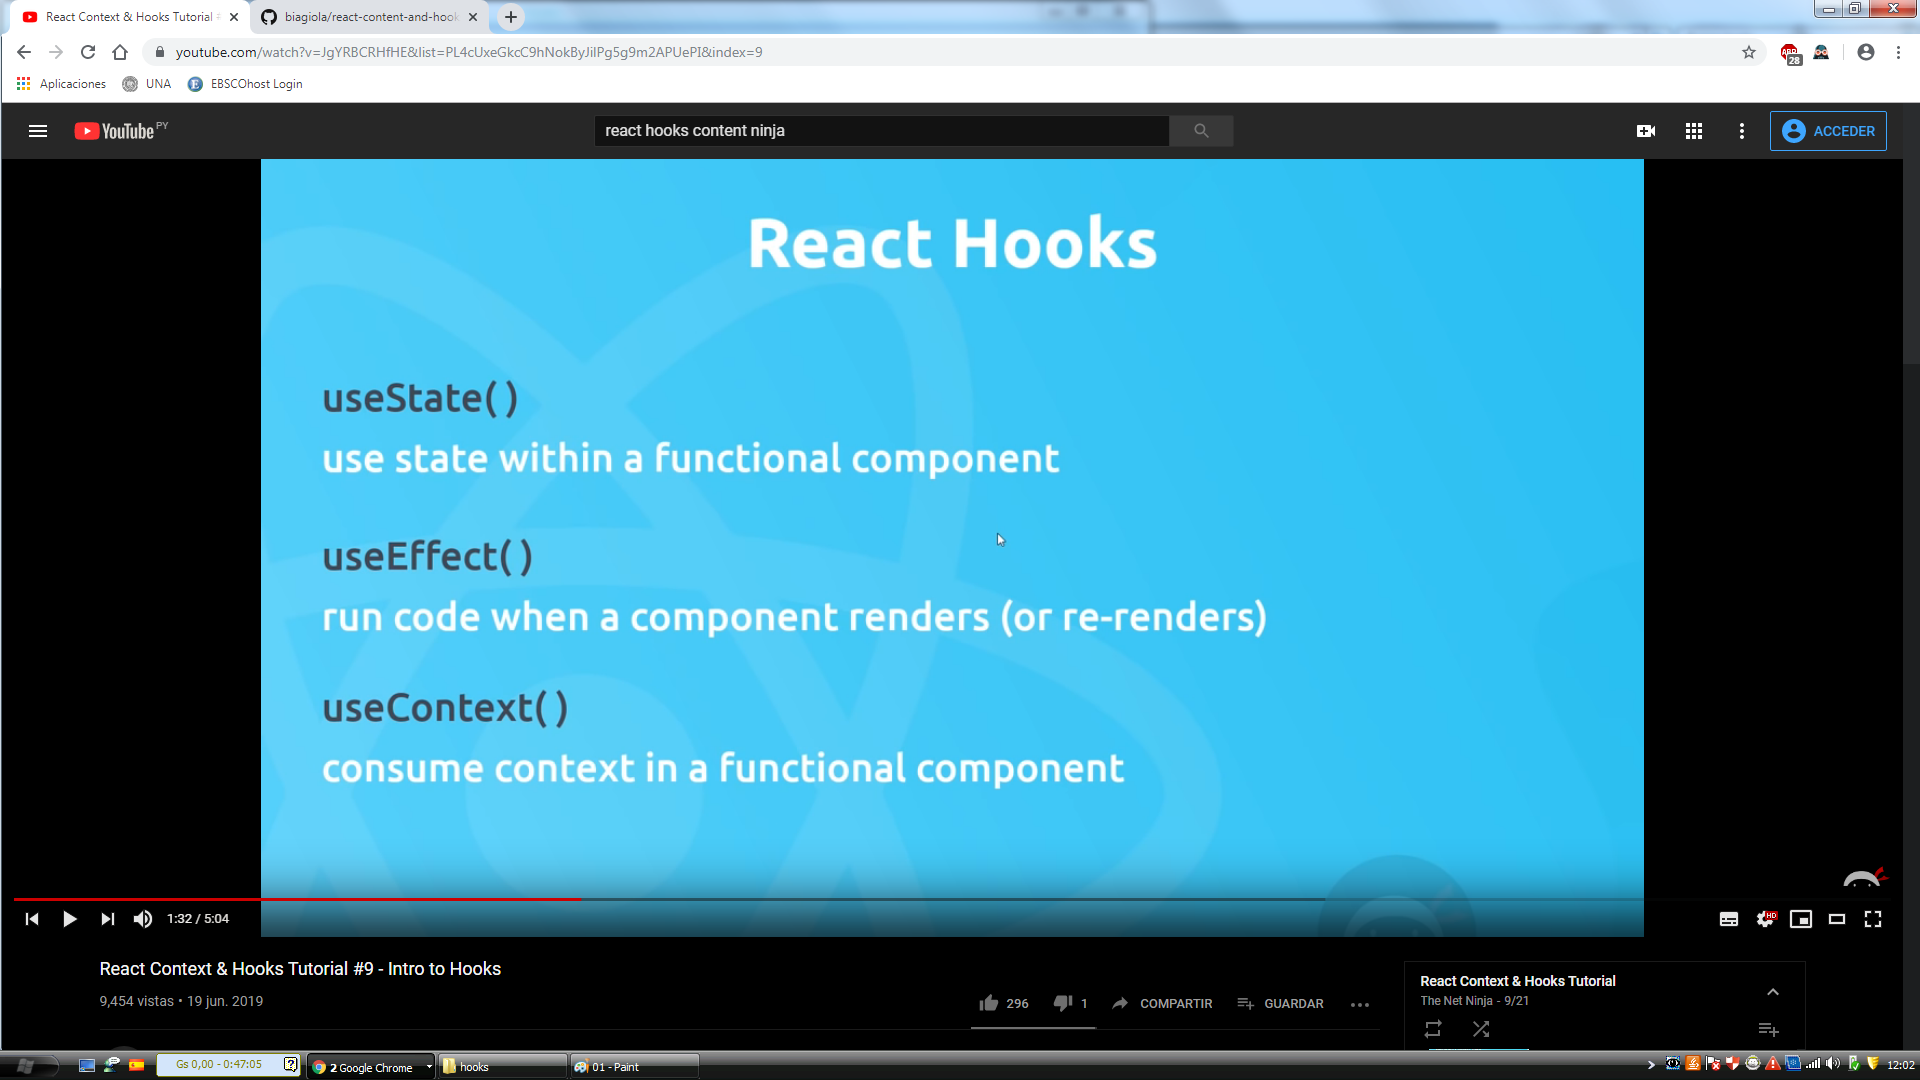 React Context & Hooks Tutorial
biagiola/react-content-and-hook
youtube.com/watch?v=JgYRBCRHfHE&list=PL4cUxeGkcC9hNokByJilPg5g9m2APUePI&index=9
ABP
28
Aplicaciones
UNA
E
EBSCOhost Login
YouTube PY
react hooks content ninja
ACCEDER
React Hooks
useState( )
use state within a functional component
useEffect( )
run code when a component renders (or re-renders)
useContext( )
consume context in a functional component
1:32 / 5:04
HD
React Context & Hooks Tutorial #9 - Intro to Hooks
9,454 vistas • 19 jun. 2019
296
1
COMPARTIR
GUARDAR
React Context & Hooks Tutorial
The Net Ninja - 9/21
Gs 0,00 - 0:47:05
2 Google Chrome
hooks
01 - Paint
12:02